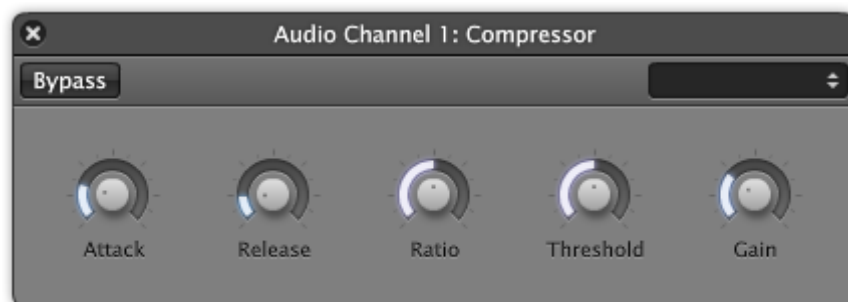 Audio Channel 1: Compressor
Bypass
Attack Release Ratio Threshold Gain